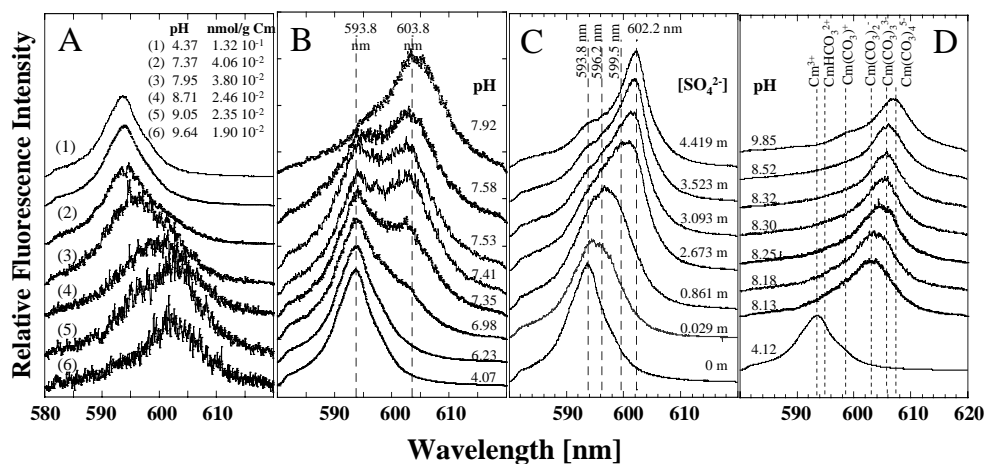 A
pH nmol/g Cm
(1) 4.37 1.32 10-1
(2) 7.37 4.06 10-2
(3) 7.95 3.80 10-2
(4) 8.71 2.46 10-2
(5) 9.05 2.35 10-2
(6) 9.64 1.90 10-2
(1)
(2)
(3)
(4)
(5)
(6)
580 590 600 610
B
593.8 nm
603.8 nm
pH
7.92
7.58
7.53
7.41
7.35
6.98
6.23
4.07
590 600 610
C
593.8 nm
596.2 nm
599.5 nm
602.2 nm
[SO42-]
4.419 m
3.523 m
3.093 m
2.673 m
0.861 m
0.029 m
0 m
590 600 610
D
Cm3+
CmHCO32+
Cm(CO3)+
Cm(CO3)2-
Cm(CO3)33-
Cm(CO3)45-
pH
9.85
8.52
8.32
8.30
8.25
8.18
8.13
4.12
590 600 610 620
Relative Fluorescence Intensity
Wavelength [nm]